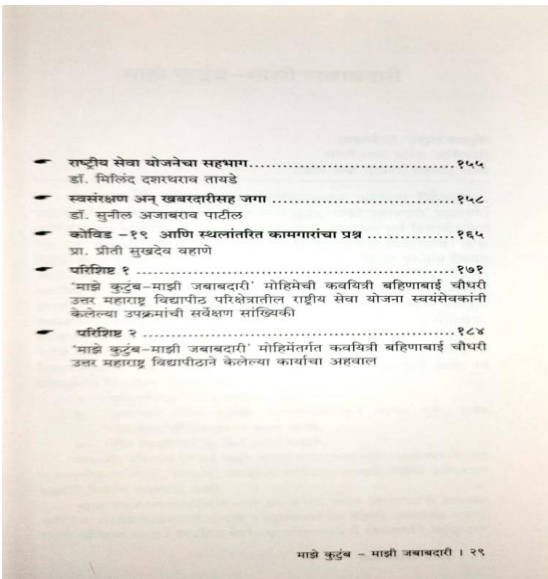 ☛ राष्ट्रीय सेवा योजनेचा सहभाग..................................१५५
डॉ. मिलिंद दशरथराव तायडे
☛ स्वसंरक्षण अन् खबरदारीसह जगा ..............................१५८
डॉ. सुनील अजाबराव पाटील
☛ कोविड -१९ आणि स्थलांतरित कामगारांचा प्रश्न ..............१६५
प्रा. प्रीती सुखदेव वहाणे
☛ परिशिष्ट १ ..................................................१७१
'माझे कुटुंब-माझी जबाबदारी' मोहिमेची कवयित्री बहिणाबाई चौधरी
उत्तर महाराष्ट्र विद्यापीठ परिक्षेत्रातील राष्ट्रीय सेवा योजना स्वयंसेवकांनी
केलेल्या उपक्रमांची सर्वेक्षण सांख्यिकी
☛ परिशिष्ट २ ..................................................१८४
'माझे कुटुंब-माझी जबाबदारी' मोहिमेंतर्गत कवयित्री बहिणाबाई चौधरी
उत्तर महाराष्ट्र विद्यापीठाने केलेल्या कार्याचा अहवाल
माझे कुटुंब - माझी जबाबदारी । २९